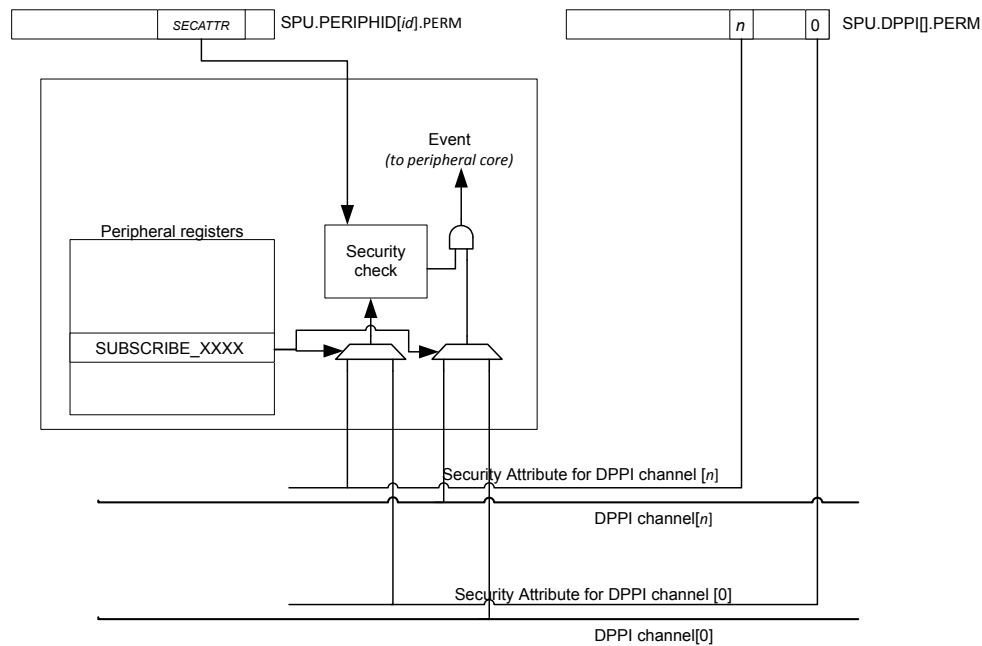 SECATTR
SPU.PERIPHID[id].PERM
n
0
SPU.DPPI[].PERM
Event
(to peripheral core)
Peripheral registers
Security
check
SUBSCRIBE_XXXX
Security Attribute for DPPI channel [n]
DPPI channel[n]
Security Attribute for DPPI channel [0]
DPPI channel[0]